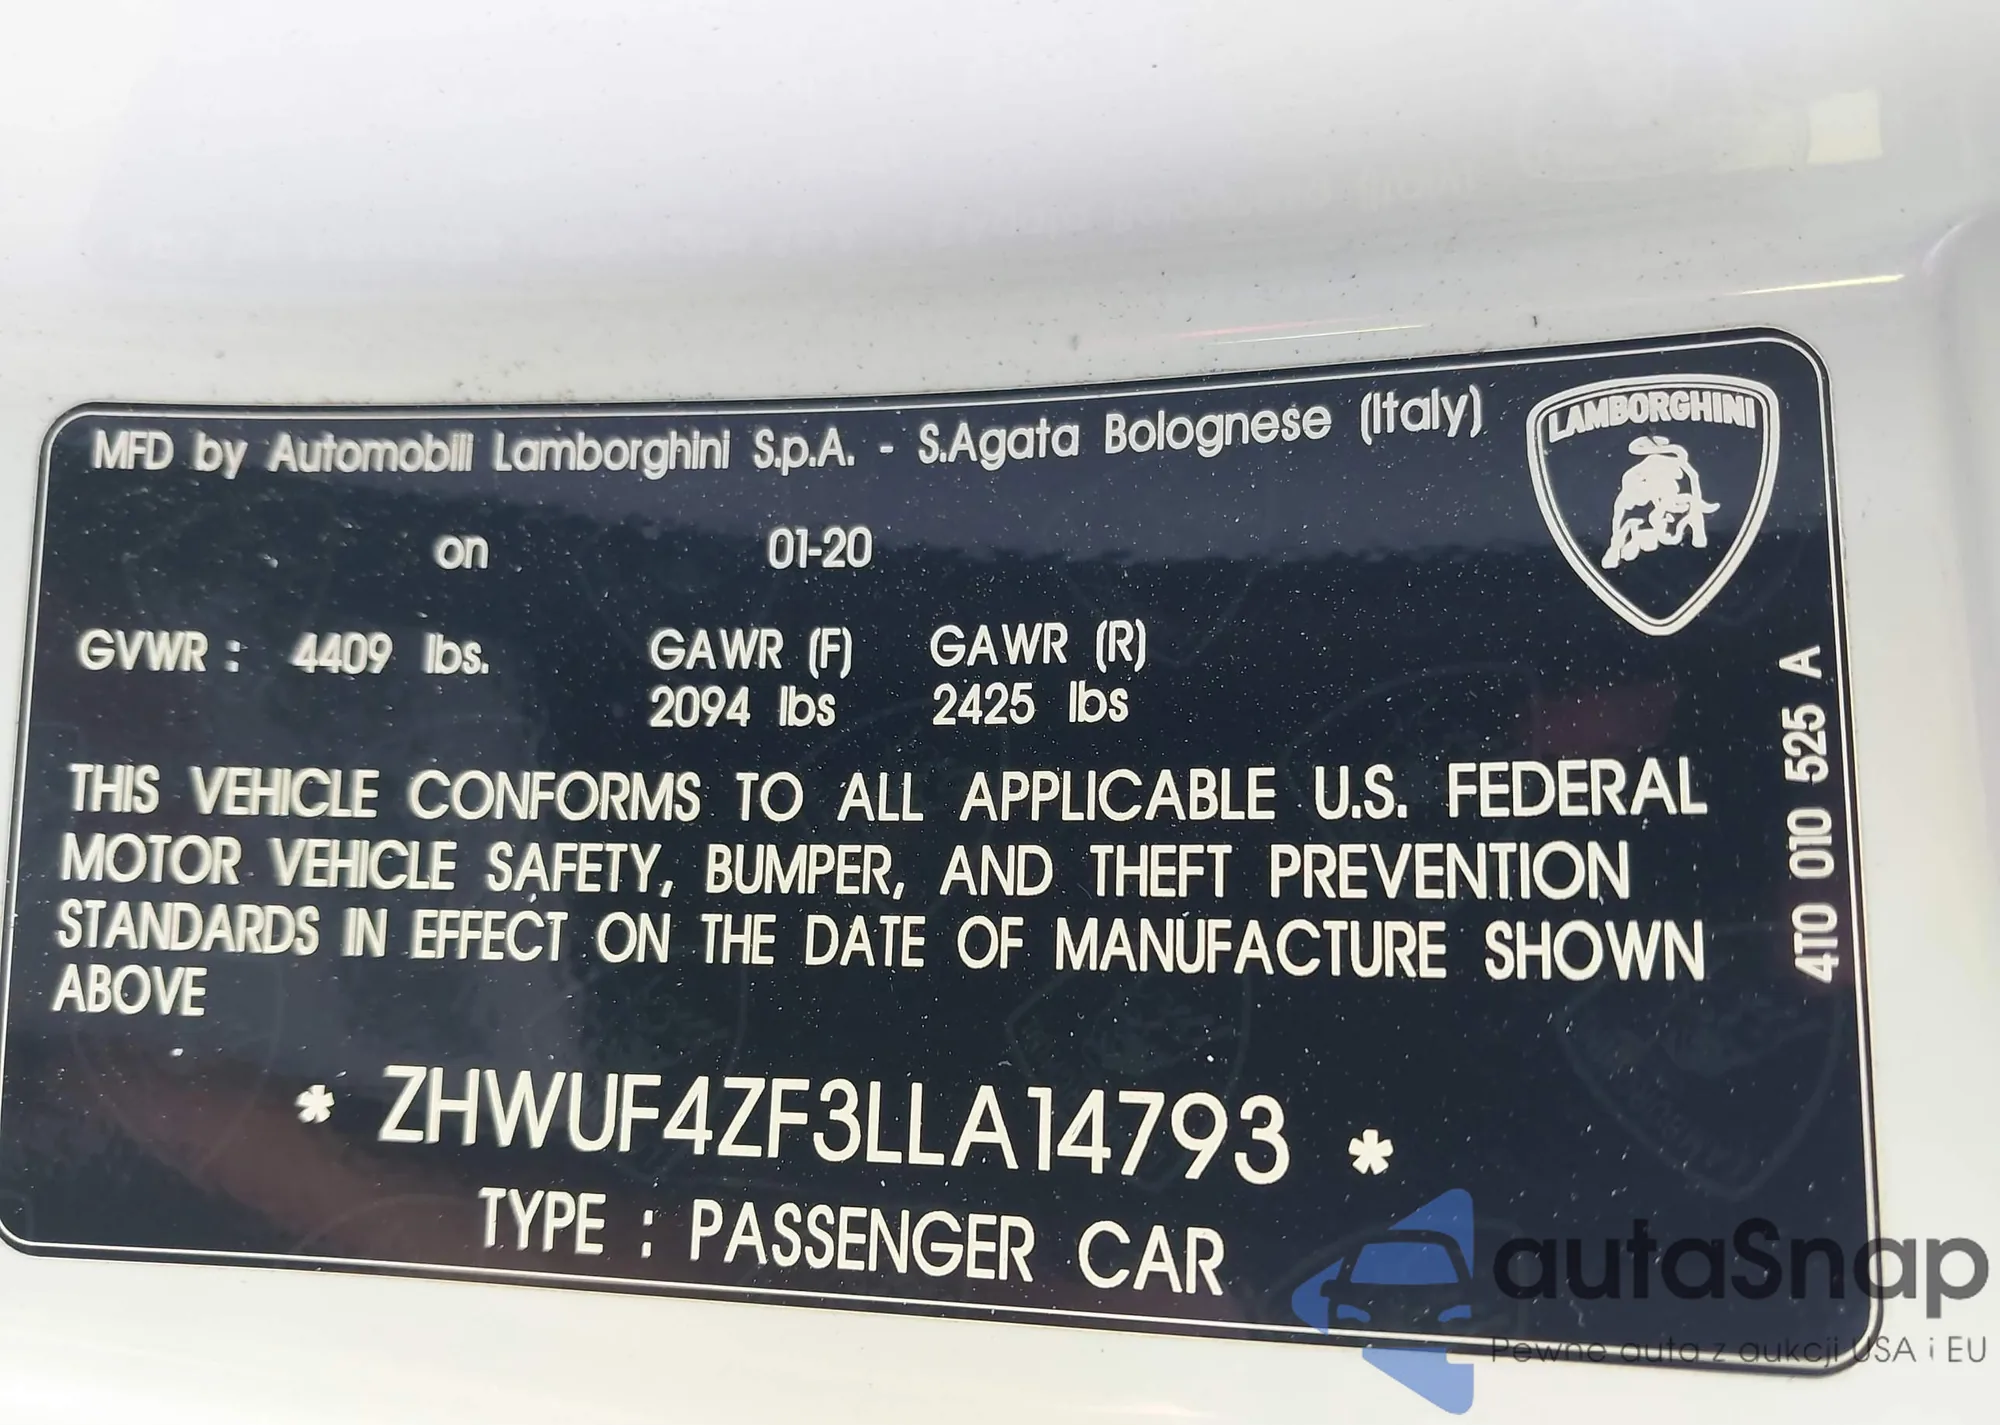 MFD by Automobili Lamborghini S.p.A. - S.Agata Bolognese (Italy)
LAMBORGHINI
on 01-20
GVWR : 4409 lbs. GAWR (F) GAWR (R)
2094 lbs 2425 lbs
THIS VEHICLE CONFORMS TO ALL APPLICABLE U.S. FEDERAL
MOTOR VEHICLE SAFETY, BUMPER, AND THEFT PREVENTION
STANDARDS IN EFFECT ON THE DATE OF MANUFACTURE SHOWN
ABOVE
* ZHWUF4ZF3LLA14793 *
TYPE : PASSENGER CAR
4T0 010 525 A
autaSnap
Pewne auta z aukcji USA i EU